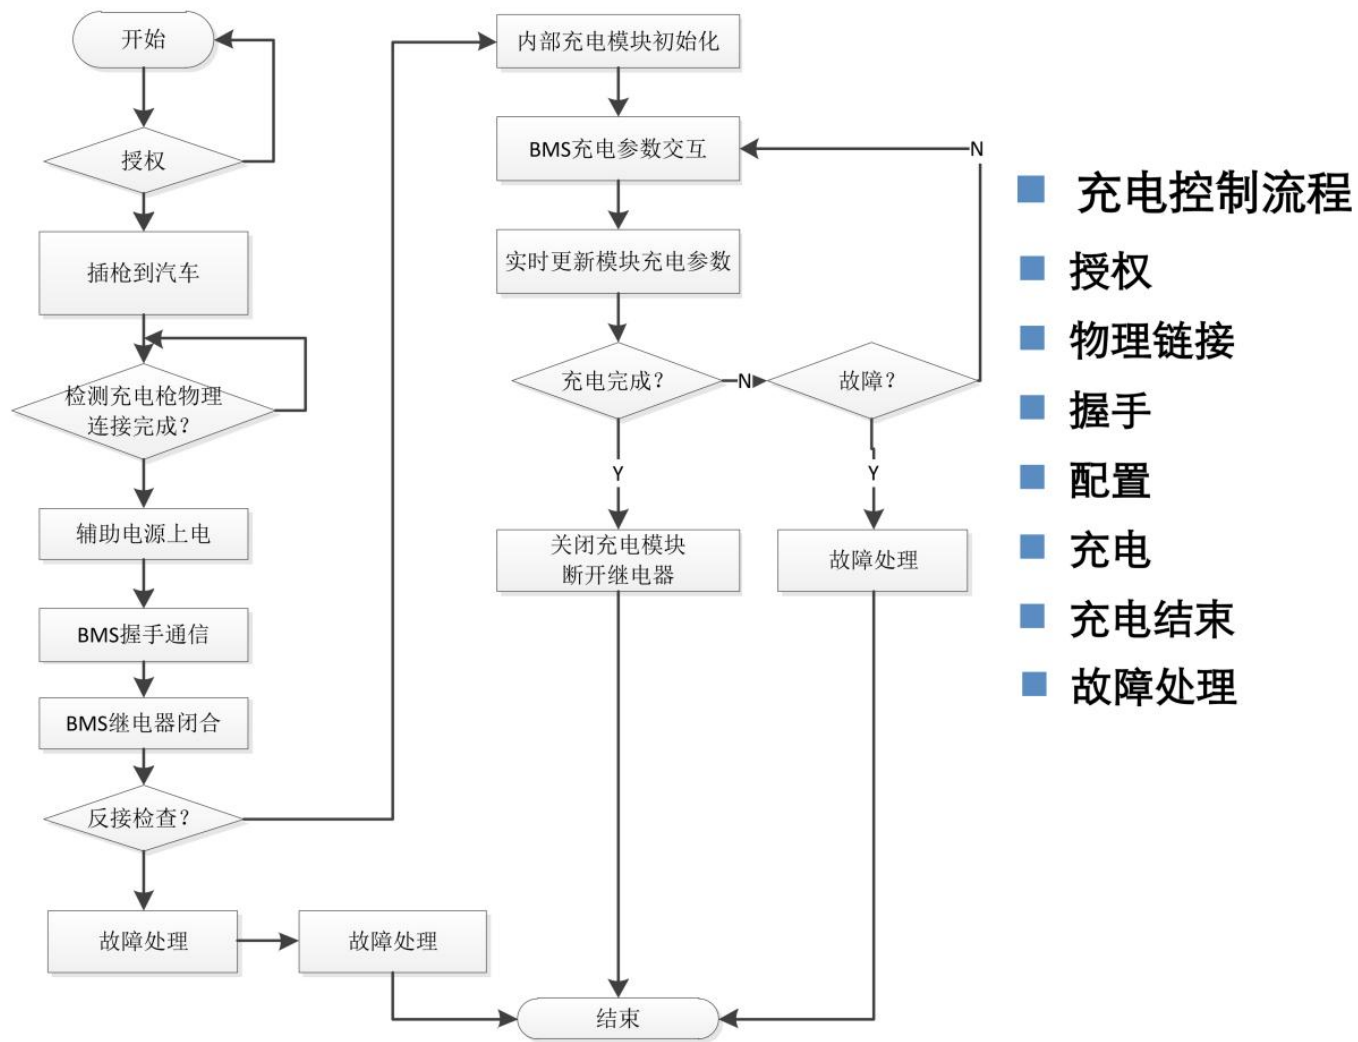 开始
授权
插枪到汽车
检测充电枪物理
连接完成?
辅助电源上电
BMS握手通信
BMS继电器闭合
反接检查?
故障处理
故障处理
内部充电模块初始化
BMS充电参数交互
实时更新模块充电参数
充电完成?
N
故障?
N
Y
Y
关闭充电模块
断开继电器
故障处理
结束
充电控制流程
授权
物理链接
握手
配置
充电
充电结束
故障处理